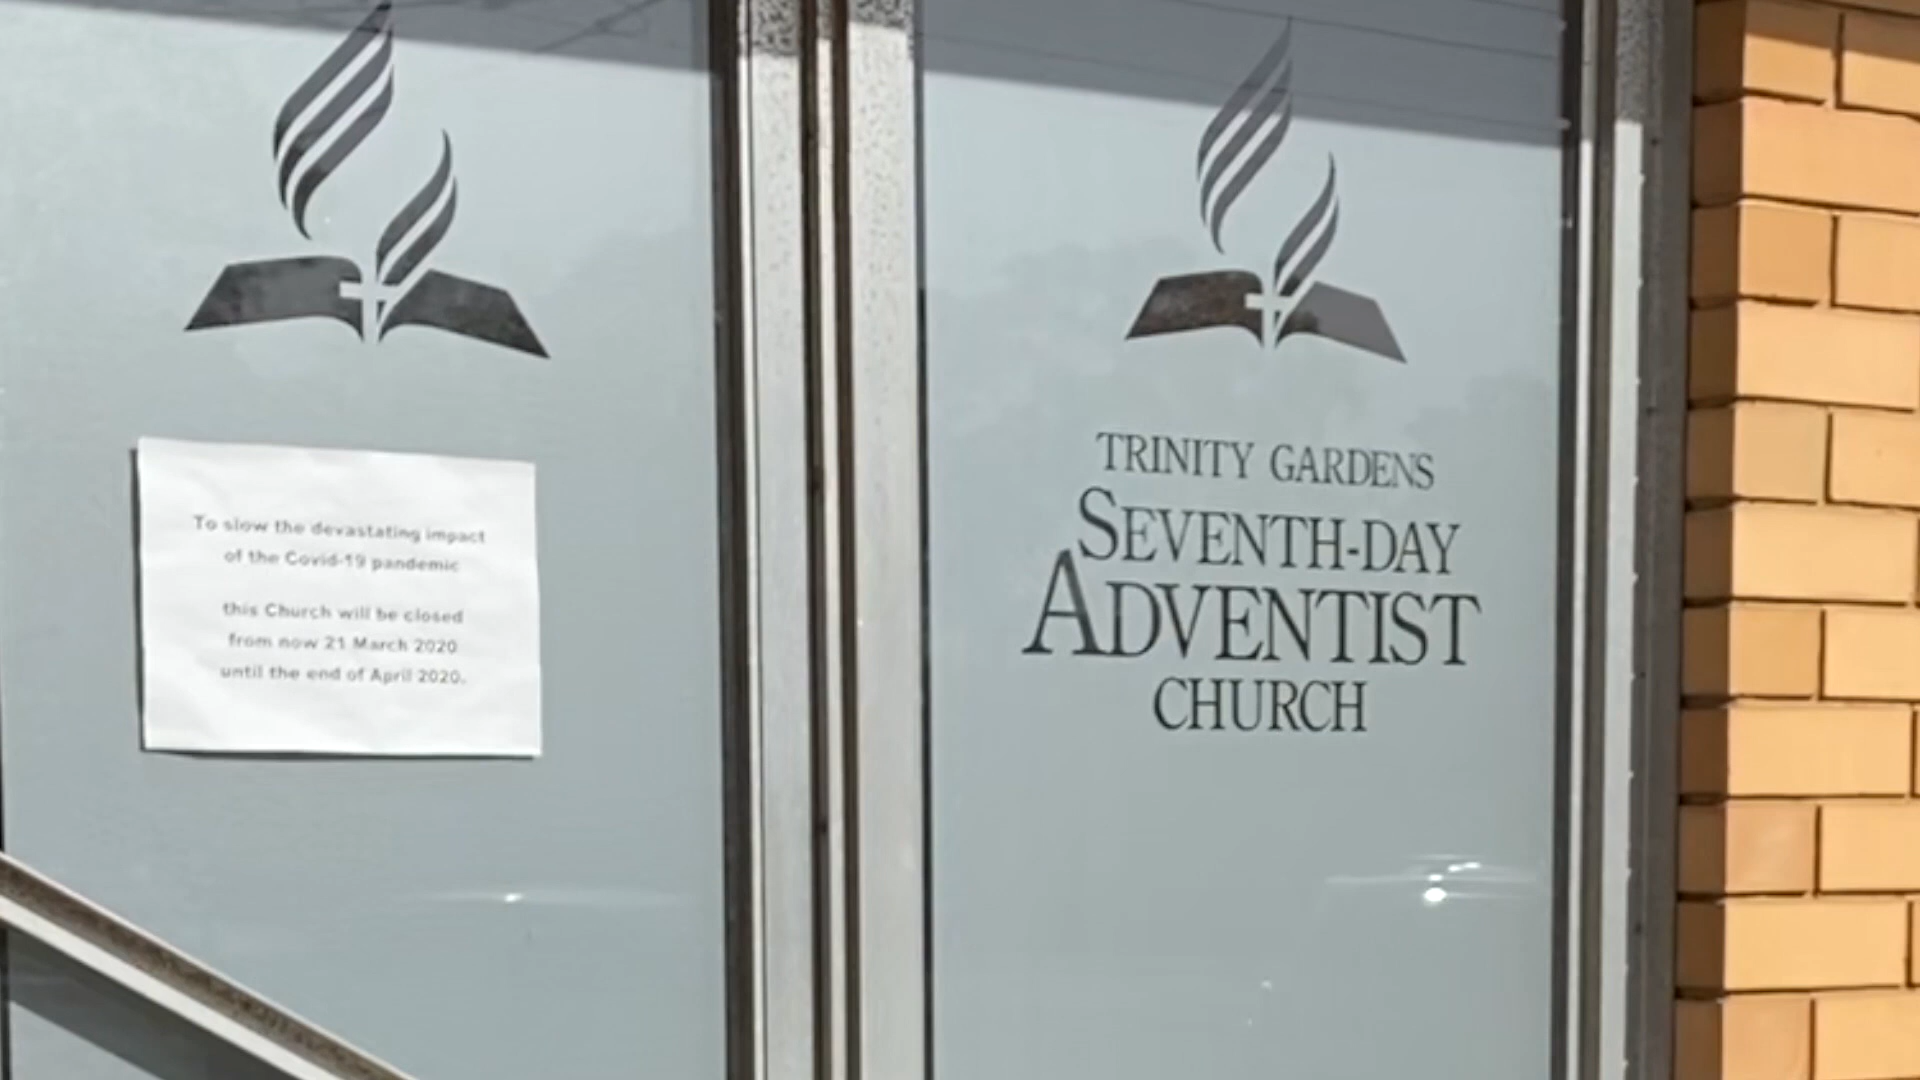 To slow the devastating impact
of the Covid-19 pandemic
this Church will be closed
from now 21 March 2020
until the end of April 2020.
TRINITY GARDENS
SEVENTH-DAY
ADVENTIST
CHURCH